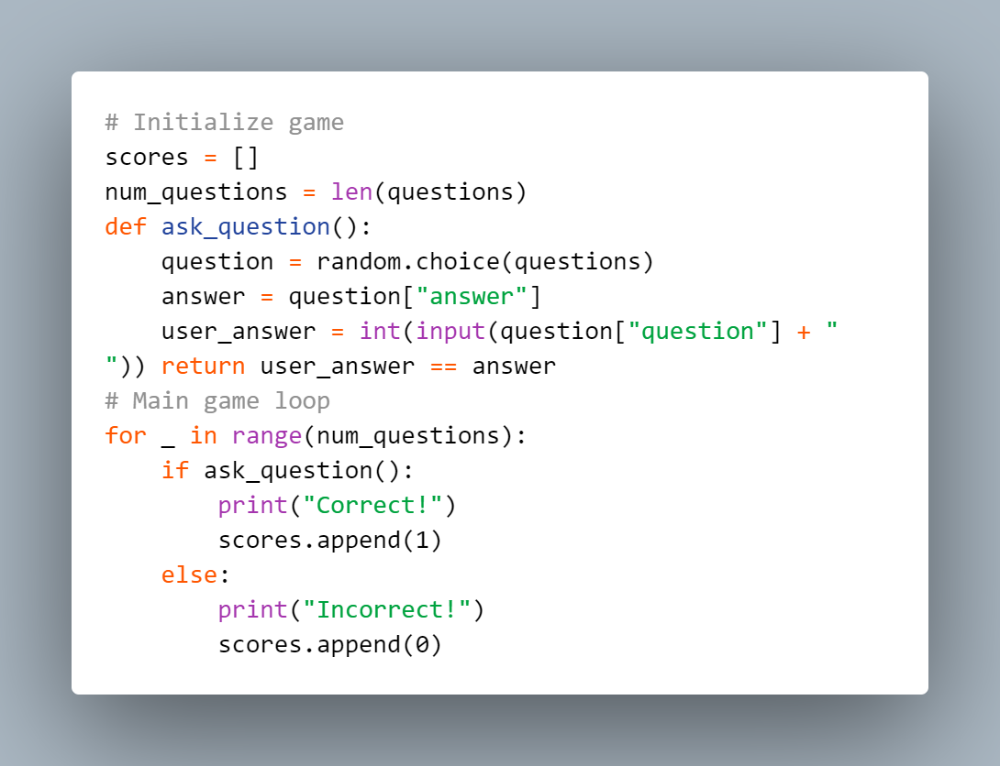 # Initialize game
scores = []
num_questions = len(questions)
def ask_question():
    question = random.choice(questions)
    answer = question["answer"]
    user_answer = int(input(question["question"] + "
")) return user_answer == answer
# Main game loop
for _ in range(num_questions):
    if ask_question():
        print("Correct!")
        scores.append(1)
    else:
        print("Incorrect!")
        scores.append(0)